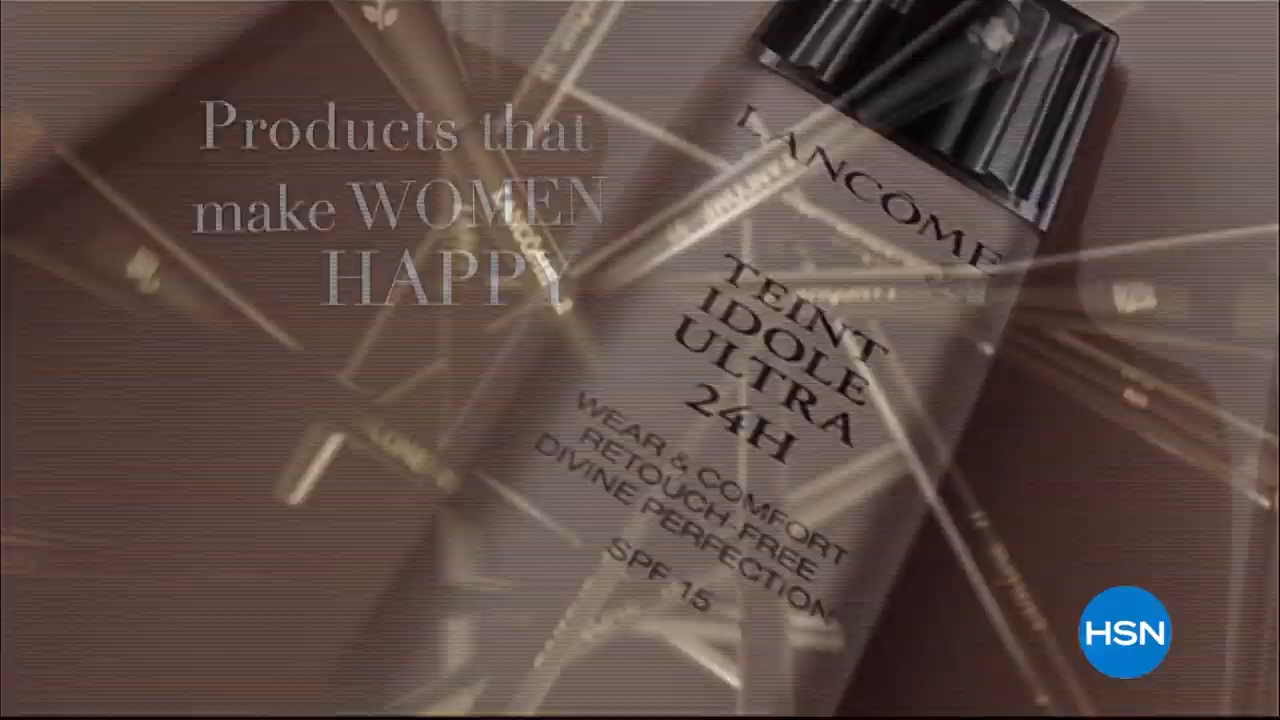 Products that
make WOMEN
HAPPY
LANCÔME
TEINT
IDOLE
ULTRA
24H
WEAR & COMFORT
RETOUCH-FREE
DIVINE PERFECTION
SPF 15
HSN